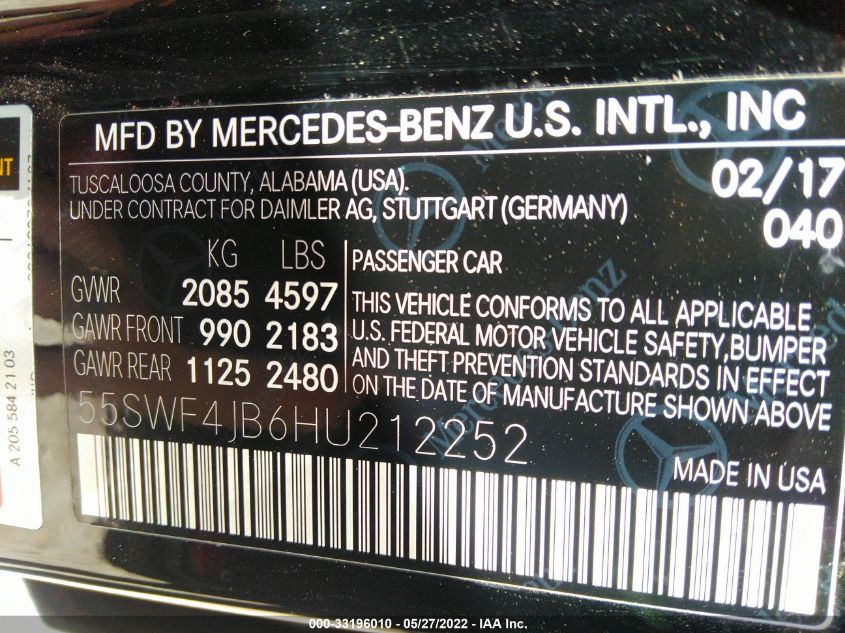 MFD BY MERCEDES-BENZ U.S. INTL., INC
TUSCALOOSA COUNTY, ALABAMA (USA). 02/17
UNDER CONTRACT FOR DAIMLER AG, STUTTGART (GERMANY) 040
KG LBS
GVWR 2085 4597
GAWR FRONT 990 2183
GAWR REAR 1125 2480
PASSENGER CAR
THIS VEHICLE CONFORMS TO ALL APPLICABLE
U.S. FEDERAL MOTOR VEHICLE SAFETY,BUMPER
AND THEFT PREVENTION STANDARDS IN EFFECT
ON THE DATE OF MANUFACTURE SHOWN ABOVE
55SWF4JB6HU212252
MADE IN USA
A 205 584 21 03
000-33196010 - 05/27/2022 - IAA Inc.